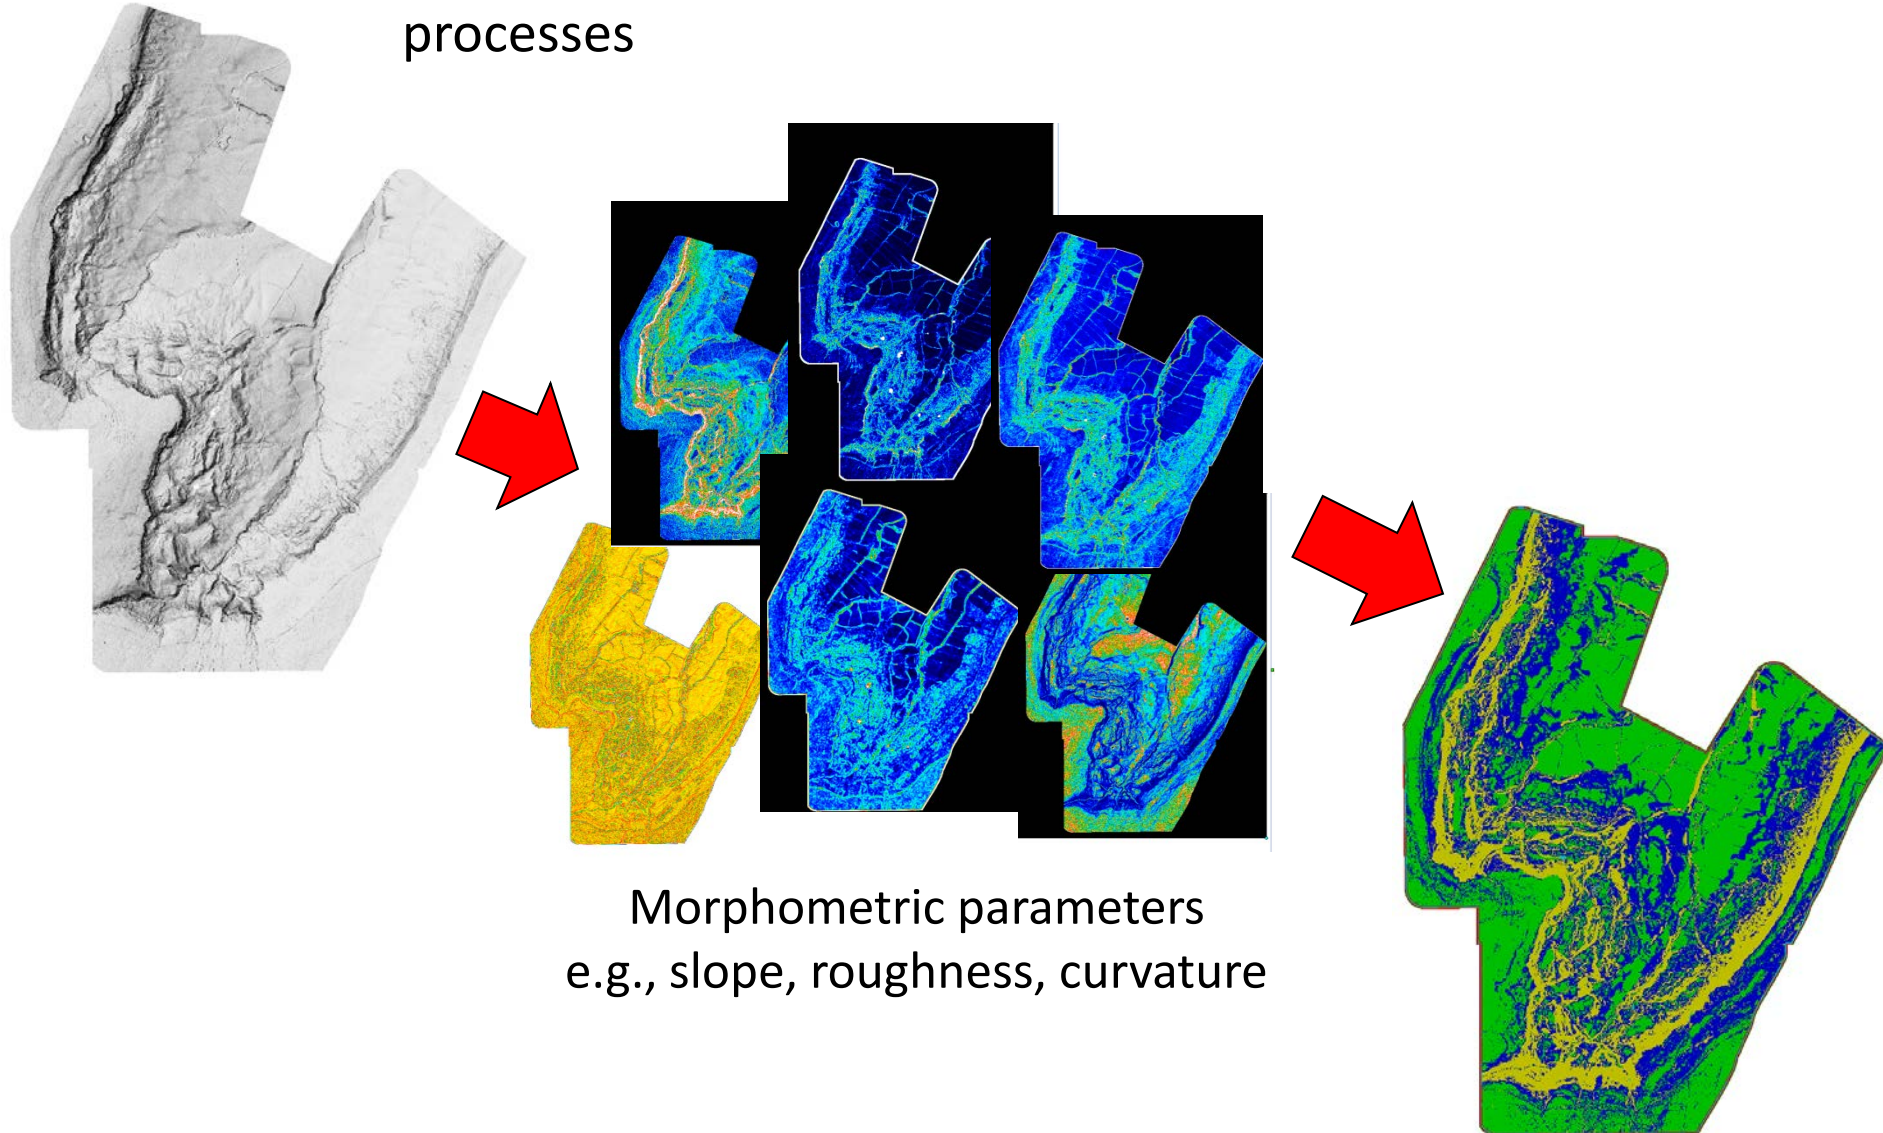 processes
Morphometric parameters
e.g., slope, roughness, curvature